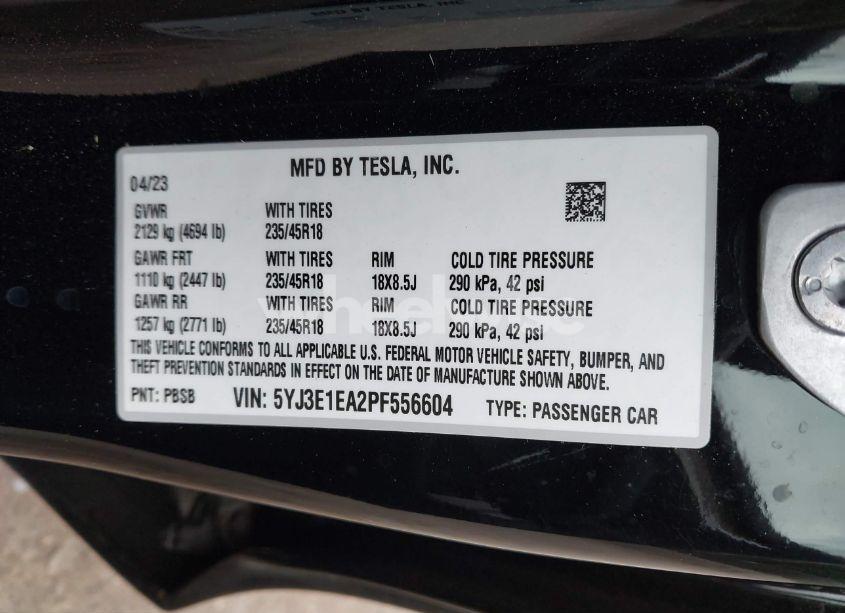 MFD BY TESLA, INC.
MFD BY TESLA, INC.
04/23
GVWR WITH TIRES
2129 kg (4694 lb) 235/45R18
GAWR FRT WITH TIRES RIM COLD TIRE PRESSURE
1110 kg (2447 lb) 235/45R18 18X8.5J 290 kPa, 42 psi
GAWR RR WITH TIRES RIM COLD TIRE PRESSURE
1257 kg (2771 lb) 235/45R18 18X8.5J 290 kPa, 42 psi
THIS VEHICLE CONFORMS TO ALL APPLICABLE U.S. FEDERAL MOTOR VEHICLE SAFETY, BUMPER, AND
THEFT PREVENTION STANDARDS IN EFFECT ON THE DATE OF MANUFACTURE SHOWN ABOVE.
PNT: PBSB VIN: 5YJ3E1EA2PF556604 TYPE: PASSENGER CAR